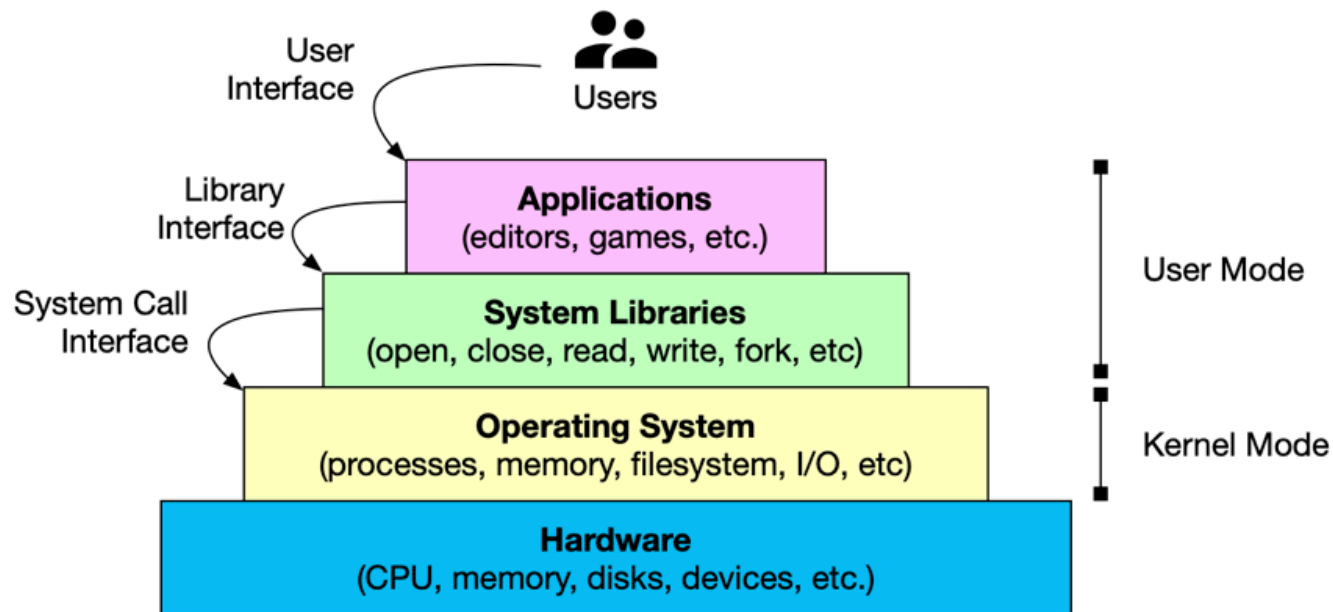 User
Interface
Users
Library
Interface
Applications
(editors, games, etc.)
System Call
Interface
System Libraries
(open, close, read, write, fork, etc)
User Mode
Operating System
(processes, memory, filesystem, I/O, etc)
Kernel Mode
Hardware
(CPU, memory, disks, devices, etc.)